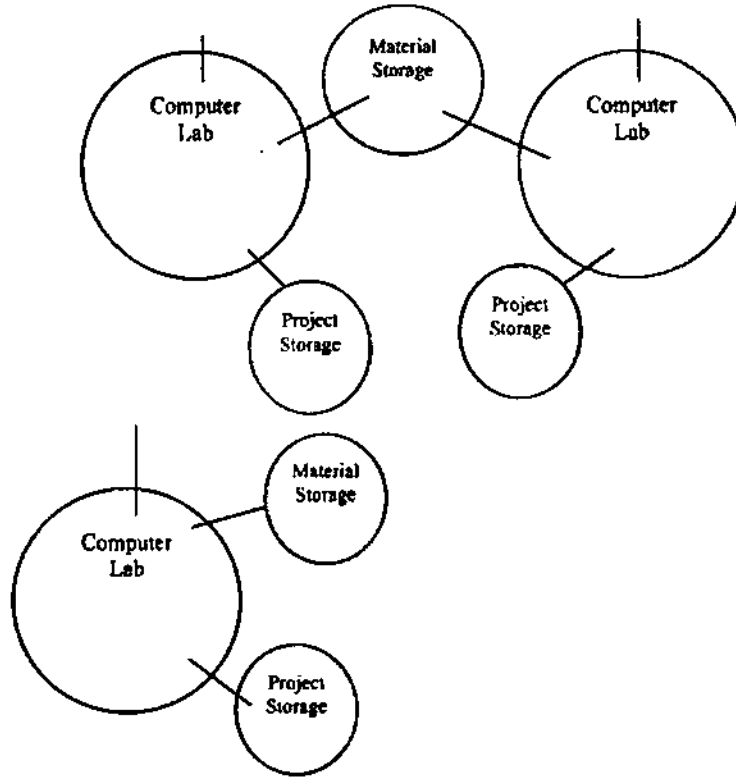 Material
Storage
Computer
Lab
Computer
Lab
Project
Storage
Project
Storage
Material
Storage
Computer
Lab
Project
Storage